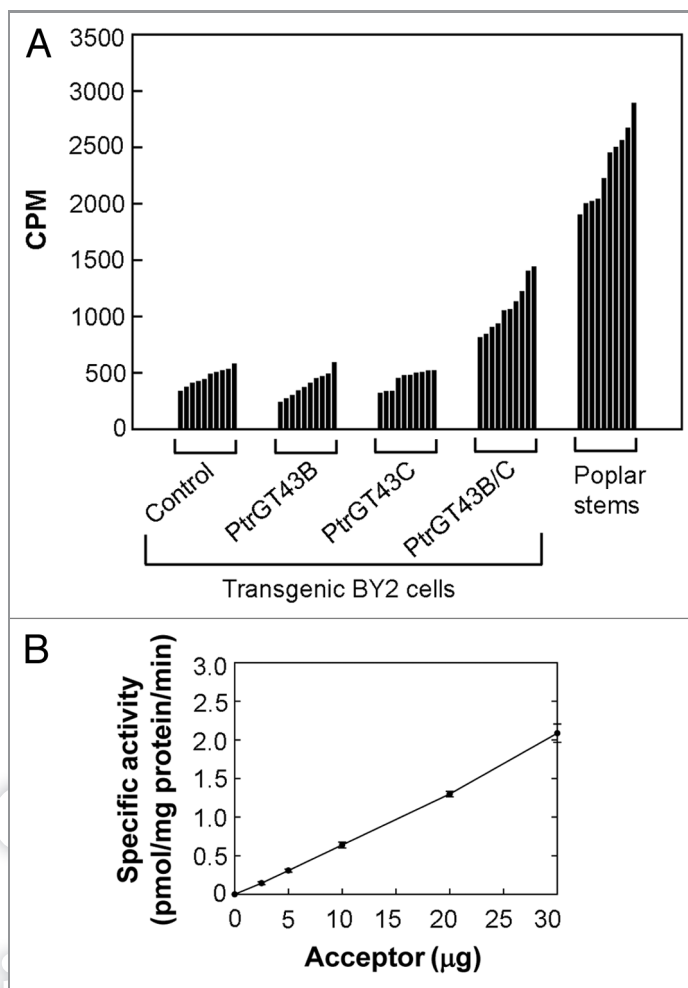 A
3500
3000
2500
2000
1500
1000
500
0
CPM
Control
PtrGT43B
PtrGT43C
PtrGT43B/C
Poplar
stems
Transgenic BY2 cells
B
Specific activity
(pmol/mg protein/min)
3.0
2.5
2.0
1.5
1.0
0.5
0
0 5 10 15 20 25 30
Acceptor (μg)